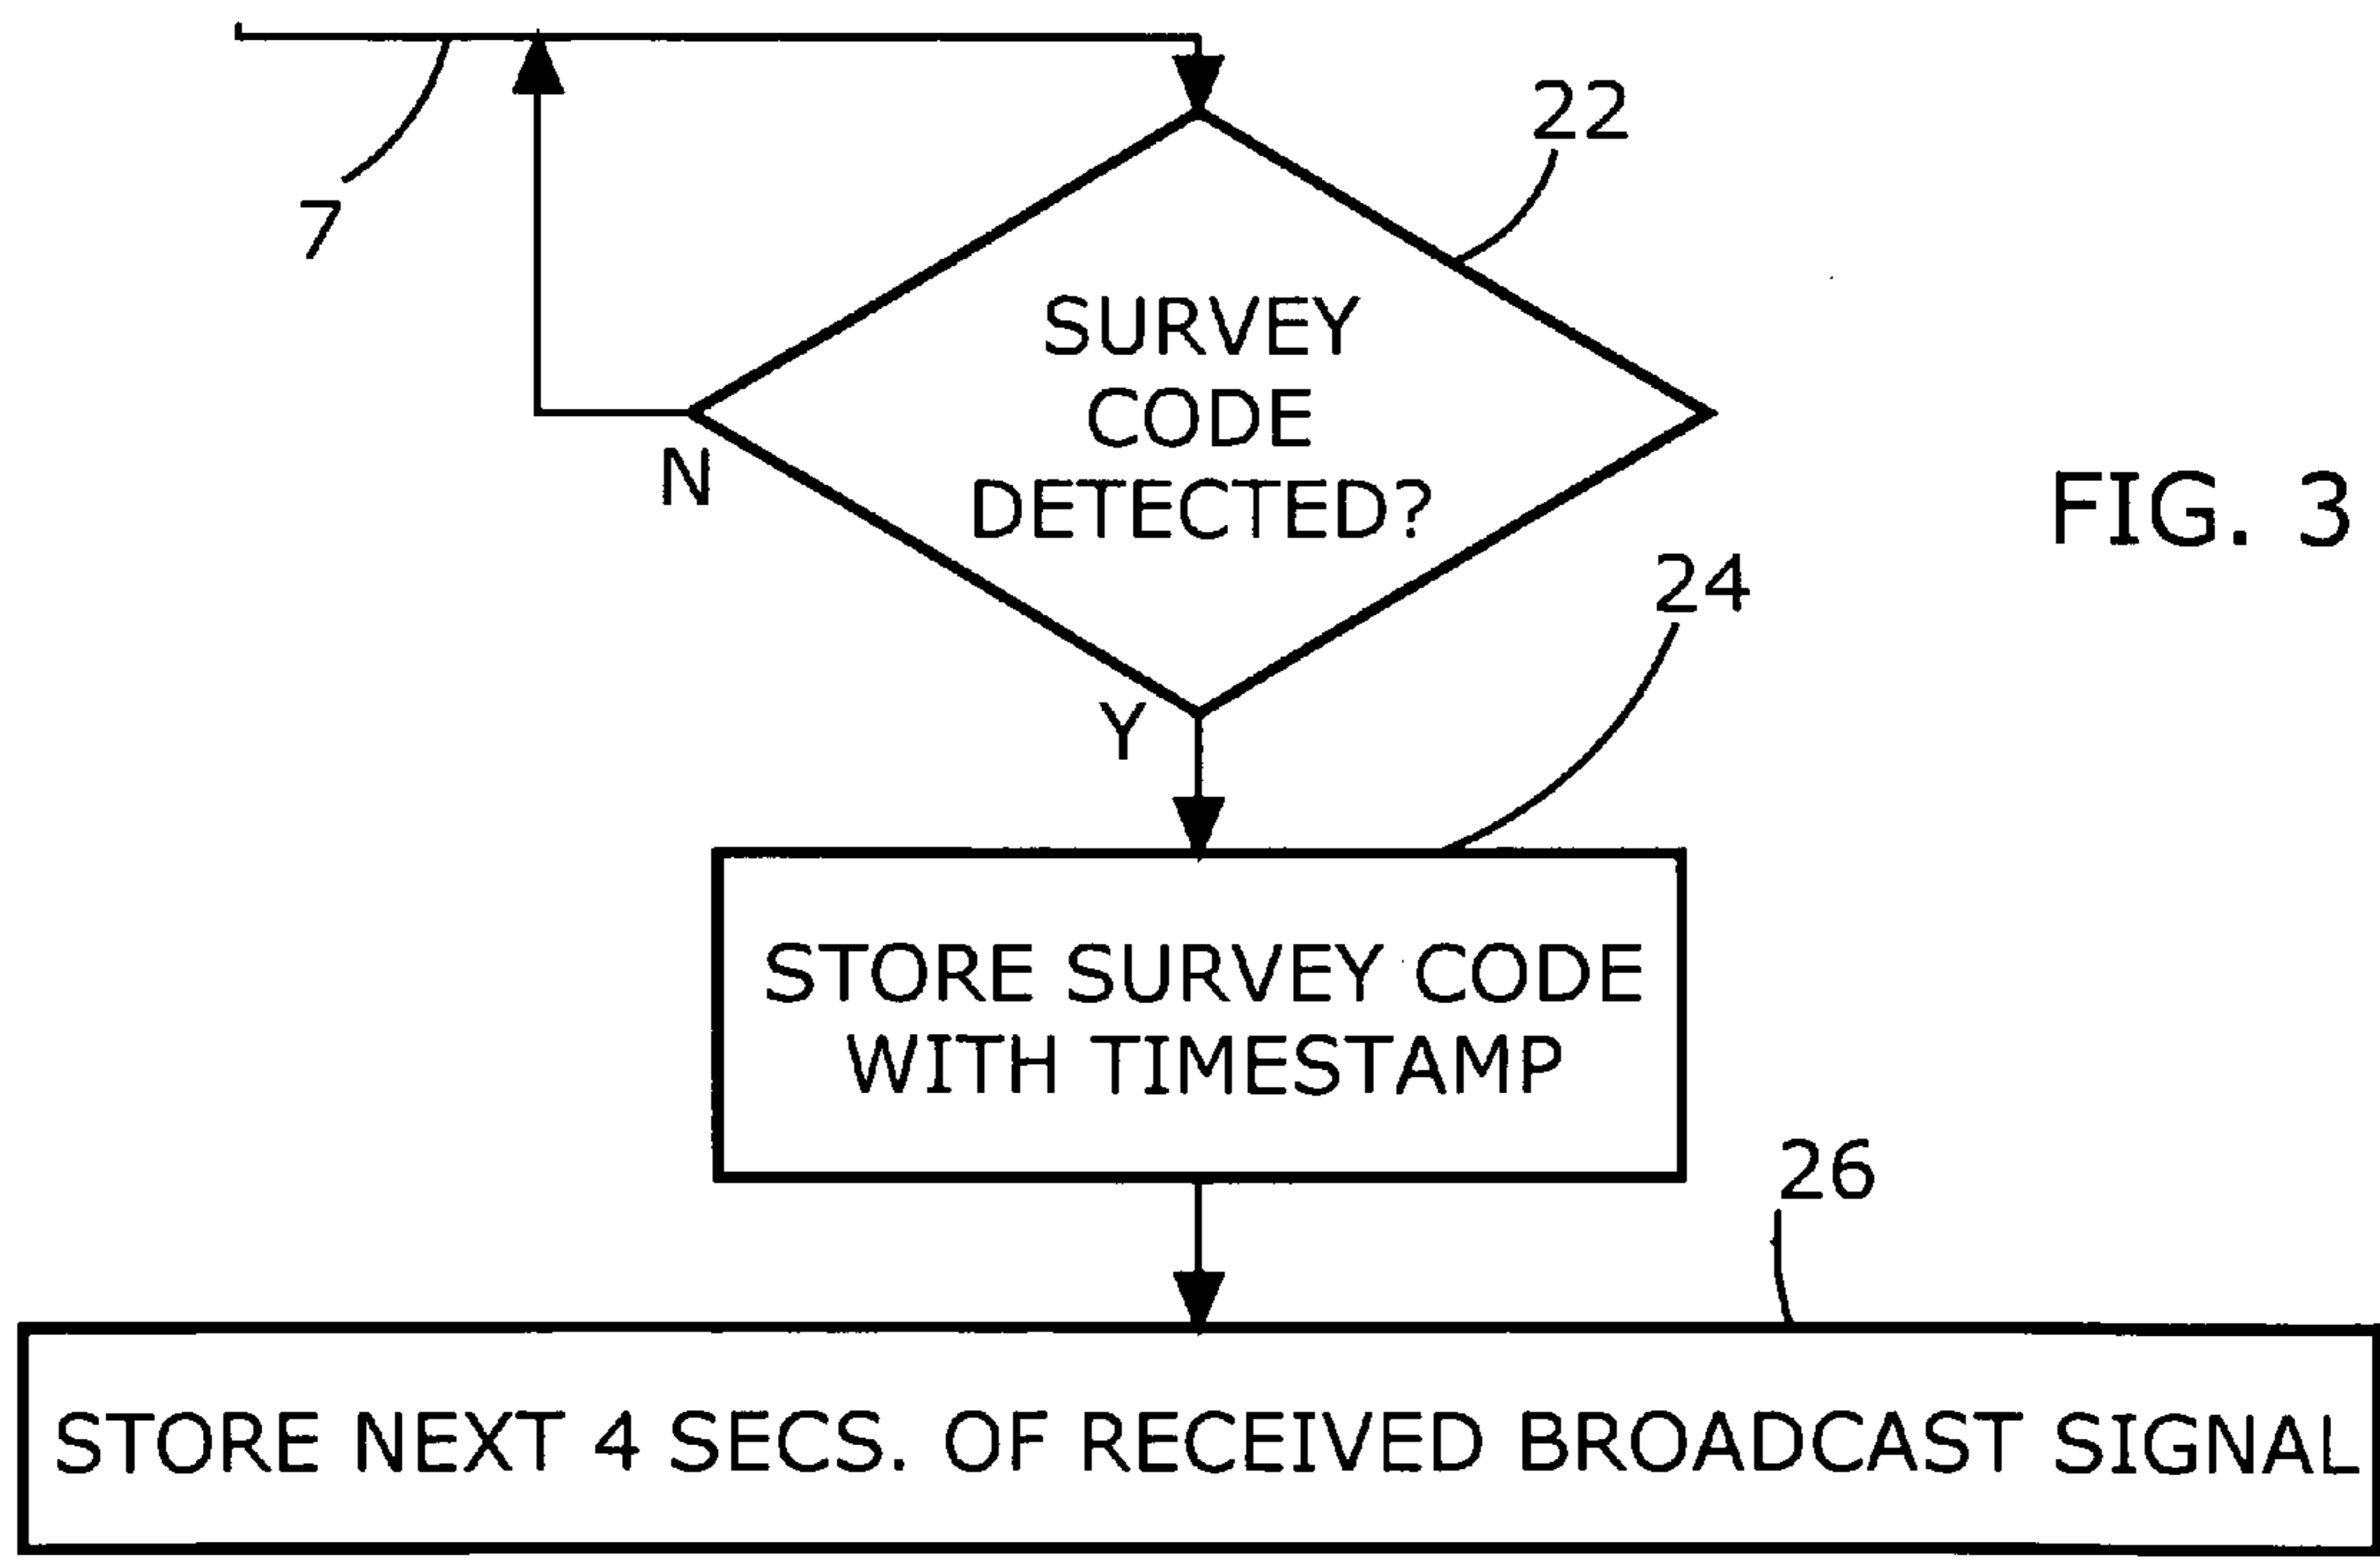 7
22
SURVEY
CODE
DETECTED?
N
FIG. 3
24
Y
STORE SURVEY CODE
WITH TIMESTAMP
26
STORE NEXT 4 SECS. OF RECEIVED BROADCAST SIGNAL